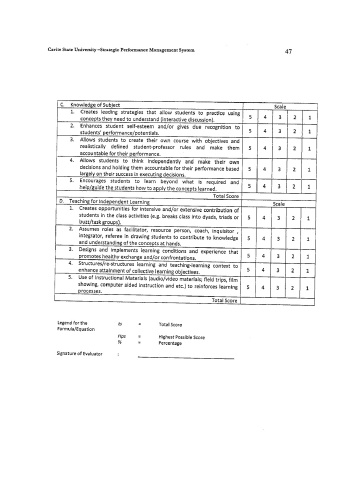 Cavite State University –Strategic Performance Management System 47
C. Knowledge of Subject Scale
1. Creates leading strategies that allow students to practice using
concepts they need to understand (interactive discussion). 5 4 3 2 1
2. Enhances student self-esteem and/or gives due recognition to
students' performance/potentials. 5 4 3 2 1
3. Allows students to create their own course with objectives and
realistically defined student-professor rules and make them
accountable for their performance. 5 4 3 2 1
4. Allows students to think independently and make their own
decisions and holding them accountable for their performance based
largely on their success in executing decisions. 5 4 3 2 1
5. Encourages students to learn beyond what is required and
help/guide the students how to apply the concepts learned. 5 4 3 2 1
Total Score
D. Teaching for Independent Learning Scale
1. Creates opportunities for intensive and/or extensive contribution of
students in the class activities (e.g. breaks class into dyads, triads or
buzz/task groups). 5 4 3 2 1
2. Assumes roles as facilitator, resource person, coach, inquisitor ,
integrator, referee in drawing students to contribute to knowledge
and understanding of the concepts at hands. 5 4 3 2 1
3. Designs and implements learning conditions and experience that
promotes healthy exchange and/or confrontations. 5 4 3 2 1
4. Structures/re-structures learning and teaching-learning context to
enhance attainment of collective learning objectives. 5 4 3 2 1
5. Use of Instructional Materials (audio/video materials; field trips, film
showing, computer aided instruction and etc.) to reinforces learning
processes. 5 4 3 2 1
Total Score
Legend for the = Total Score
Formula/Equation
= Highest Possible Score
= Percentage
Signature of Evaluator :